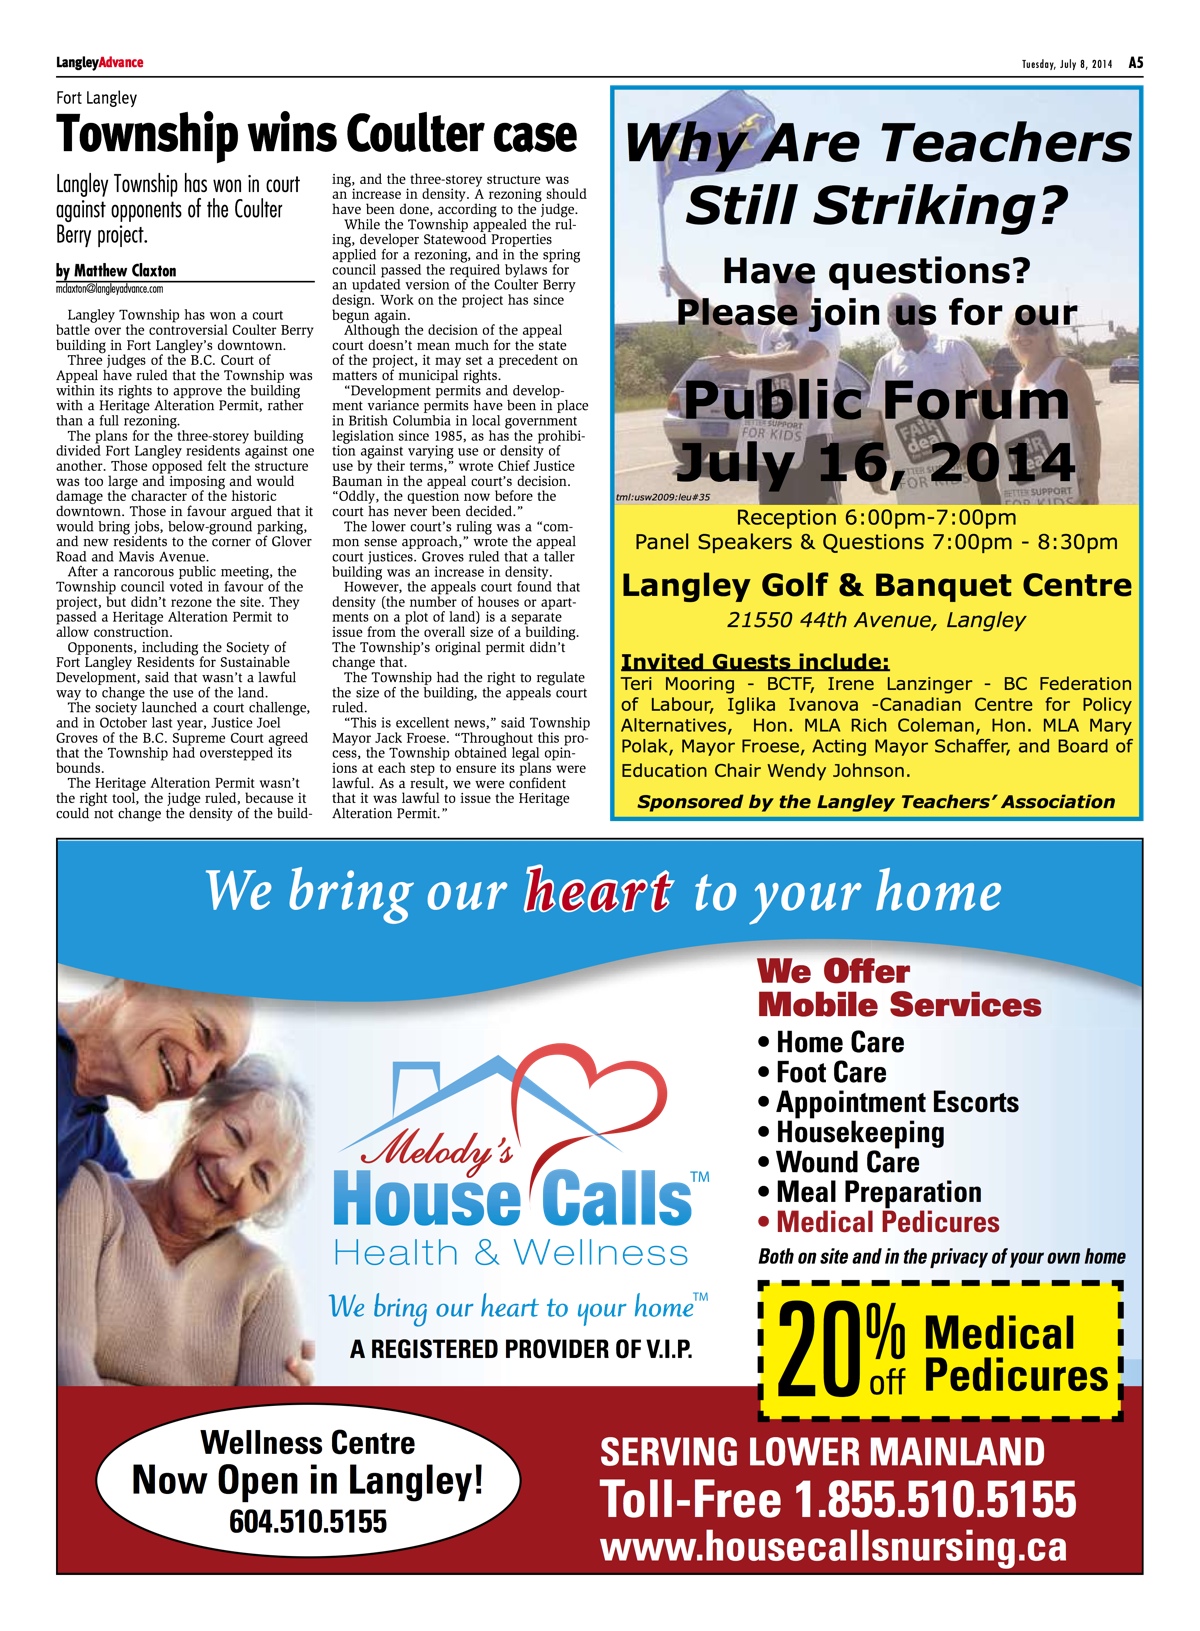 LangleyAdvance
Tuesday, July 8, 2014 A5
Fort Langley
Township wins Coulter case
Langley Township has won in court
against opponents of the Coulter
Berry project.
by Matthew Claxton
mclaxton@langleyadvance.com
Langley Township has won a court
battle over the controversial Coulter Berry
building in Fort Langley's downtown.
Three judges of the B.C. Court of
Appeal have ruled that the Township was
within its rights to approve the building
with a Heritage Alteration Permit, rather
than a full rezoning.
The plans for the three-storey building
divided Fort Langley residents against one
another. Those opposed felt the structure
was too large and imposing and would
damage the character of the historic
downtown. Those in favour argued that it
would bring jobs, below-ground parking,
and new residents to the corner of Glover
Road and Mavis Avenue.
After a rancorous public meeting, the
Township council voted in favour of the
project, but didn't rezone the site. They
passed a Heritage Alteration Permit to
allow construction.
Opponents, including the Society of
Fort Langley Residents for Sustainable
Development, said that wasn't a lawful
way to change the use of the land.
The society launched a court challenge,
and in October last year, Justice Joel
Groves of the B.C. Supreme Court agreed
that the Township had overstepped its
bounds.
The Heritage Alteration Permit wasn't
the right tool, the judge ruled, because it
could not change the density of the build-
ing, and the three-storey structure was
an increase in density. A rezoning should
have been done, according to the judge.
While the Township appealed the rul-
ing, developer Statewood Properties
applied for a rezoning, and in the spring
council passed the required bylaws for
an updated version of the Coulter Berry
design. Work on the project has since
begun again.
Although the decision of the appeal
court doesn't mean much for the state
of the project, it may set a precedent on
matters of municipal rights.
"Development permits and develop-
ment variance permits have been in place
in British Columbia in local government
legislation since 1985, as has the prohibi-
tion against varying use or density of
use by their terms," wrote Chief Justice
Bauman in the appeal court's decision.
"Oddly, the question now before the
court has never been decided."
The lower court's ruling was a "com-
mon sense approach," wrote the appeal
court justices. Groves ruled that a taller
building was an increase in density.
However, the appeals court found that
density (the number of houses or apart-
ments on a plot of land) is a separate
issue from the overall size of a building.
The Township's original permit didn't
change that.
The Township had the right to regulate
the size of the building, the appeals court
ruled.
"This is excellent news," said Township
Mayor Jack Froese. "Throughout this pro-
cess, the Township obtained legal opin-
ions at each step to ensure its plans were
lawful. As a result, we were confident
that it was lawful to issue the Heritage
Alteration Permit."
Why Are Teachers
Still Striking?
Have questions?
Please join us for our
Public Forum
July 16, 2014
BETTER SUPPORT
FOR KIDS
FAIR
deal
BETTER SUPPORT
FOR KIDS
BETTER SUPPORT
FOR KIDS
tml:usw2009:leu#35
Reception 6:00pm-7:00pm
Panel Speakers & Questions 7:00pm - 8:30pm
Langley Golf & Banquet Centre
21550 44th Avenue, Langley
Invited Guests include:
Teri Mooring - BCTF, Irene Lanzinger - BC Federation
of Labour, Iglika Ivanova -Canadian Centre for Policy
Alternatives, Hon. MLA Rich Coleman, Hon. MLA Mary
Polak, Mayor Froese, Acting Mayor Schaffer, and Board of
Education Chair Wendy Johnson.
Sponsored by the Langley Teachers' Association
We bring our heart to your home
Melody's
House Calls™
Health & Wellness
We bring our heart to your home™
A REGISTERED PROVIDER OF V.I.P.
We Offer
Mobile Services
• Home Care
• Foot Care
• Appointment Escorts
• Housekeeping
• Wound Care
• Meal Preparation
• Medical Pedicures
Both on site and in the privacy of your own home
20% off Medical
Pedicures
Wellness Centre
Now Open in Langley!
604.510.5155
SERVING LOWER MAINLAND
Toll-Free 1.855.510.5155
www.housecallsnursing.ca